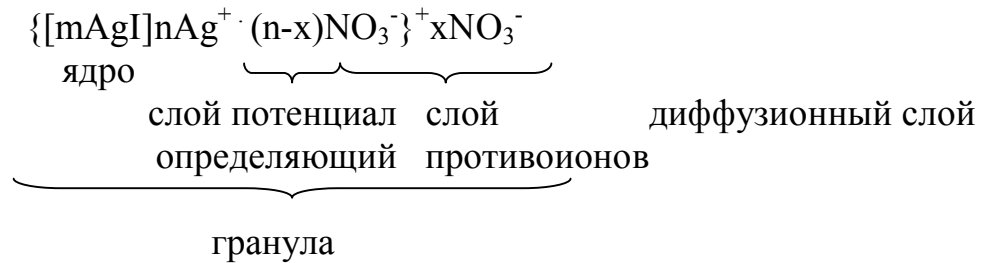 {[mAgI]nAg⁺ · (n-x)NO₃⁻}⁺xNO₃⁻
ядро
слой потенциал слой диффузионный слой
определяющий противоионов
гранула